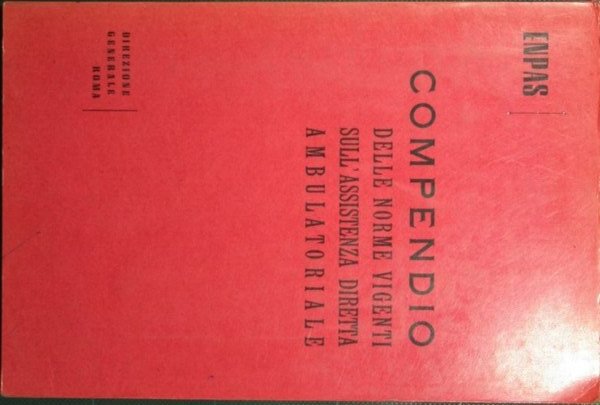 ENPAS
COMPENDIO
DELLE NORME VIGENTI
SULL'ASSISTENZA DIRETTA
AMBULATORIALE
DIREZIONE
GENERALE
ROMA